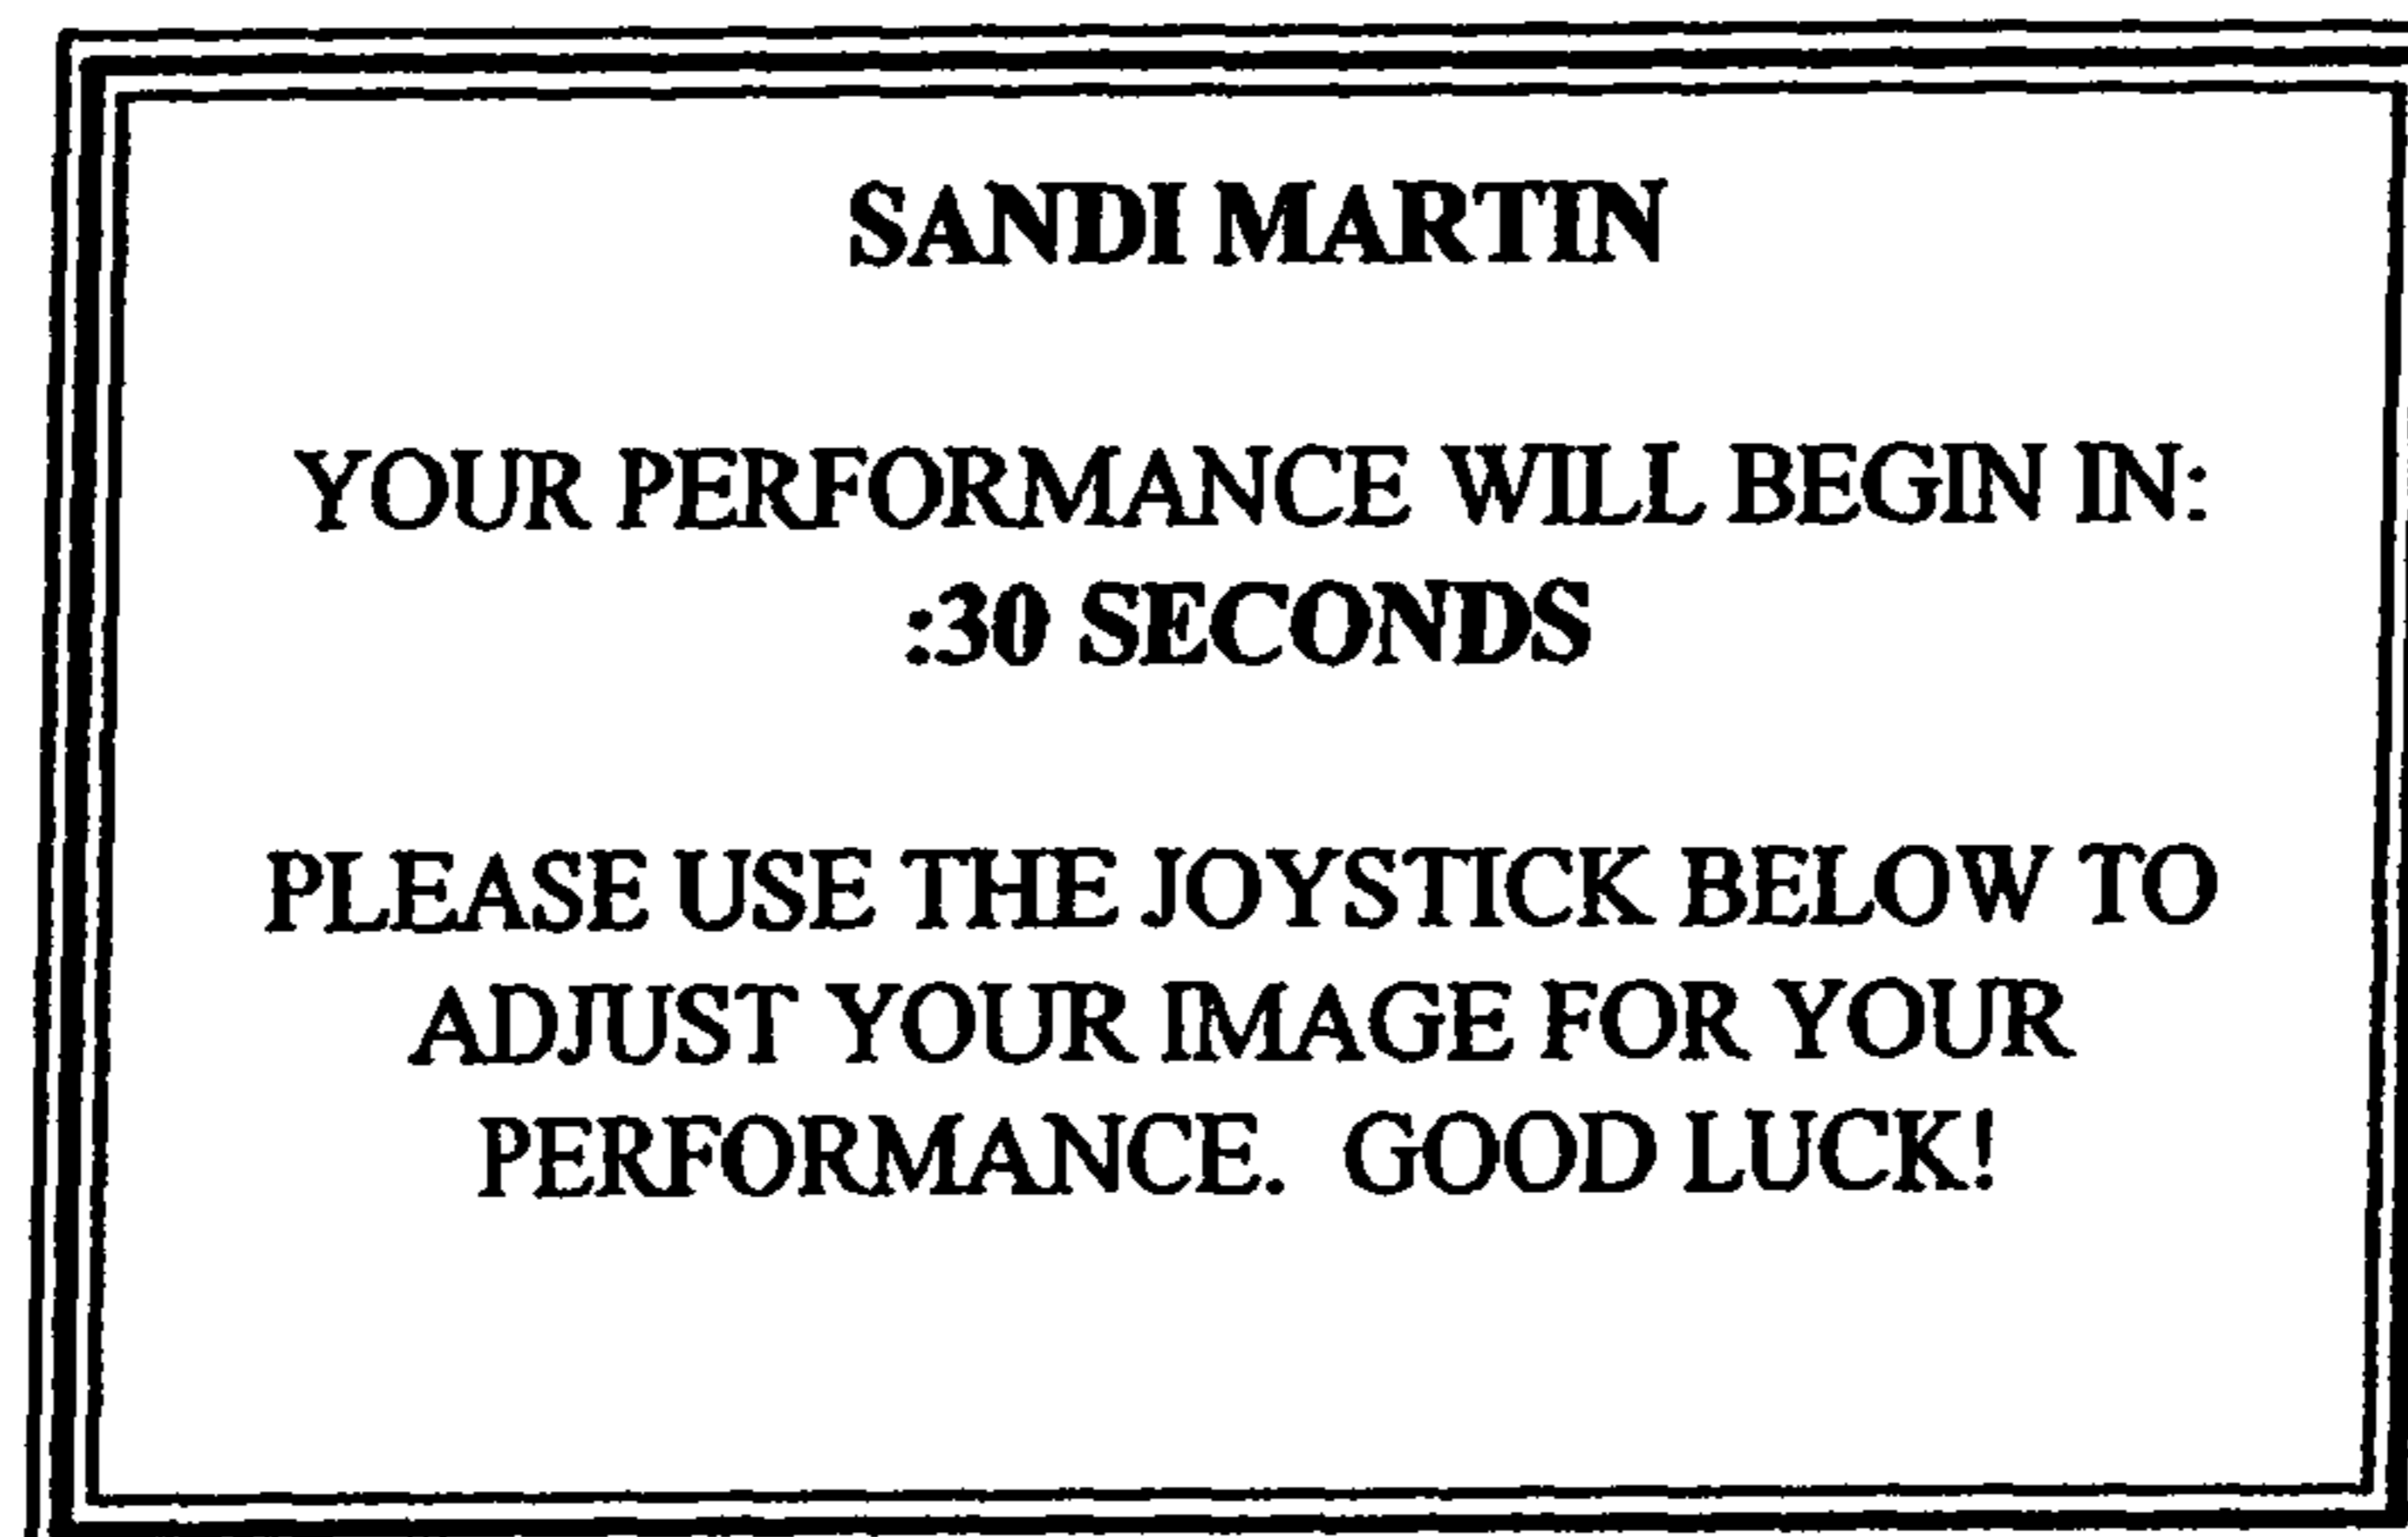 SANDI MARTIN
YOUR PERFORMANCE WILL BEGIN IN:
:30 SECONDS
PLEASE USE THE JOYSTICK BELOW TO
ADJUST YOUR IMAGE FOR YOUR
PERFORMANCE. GOOD LUCK!